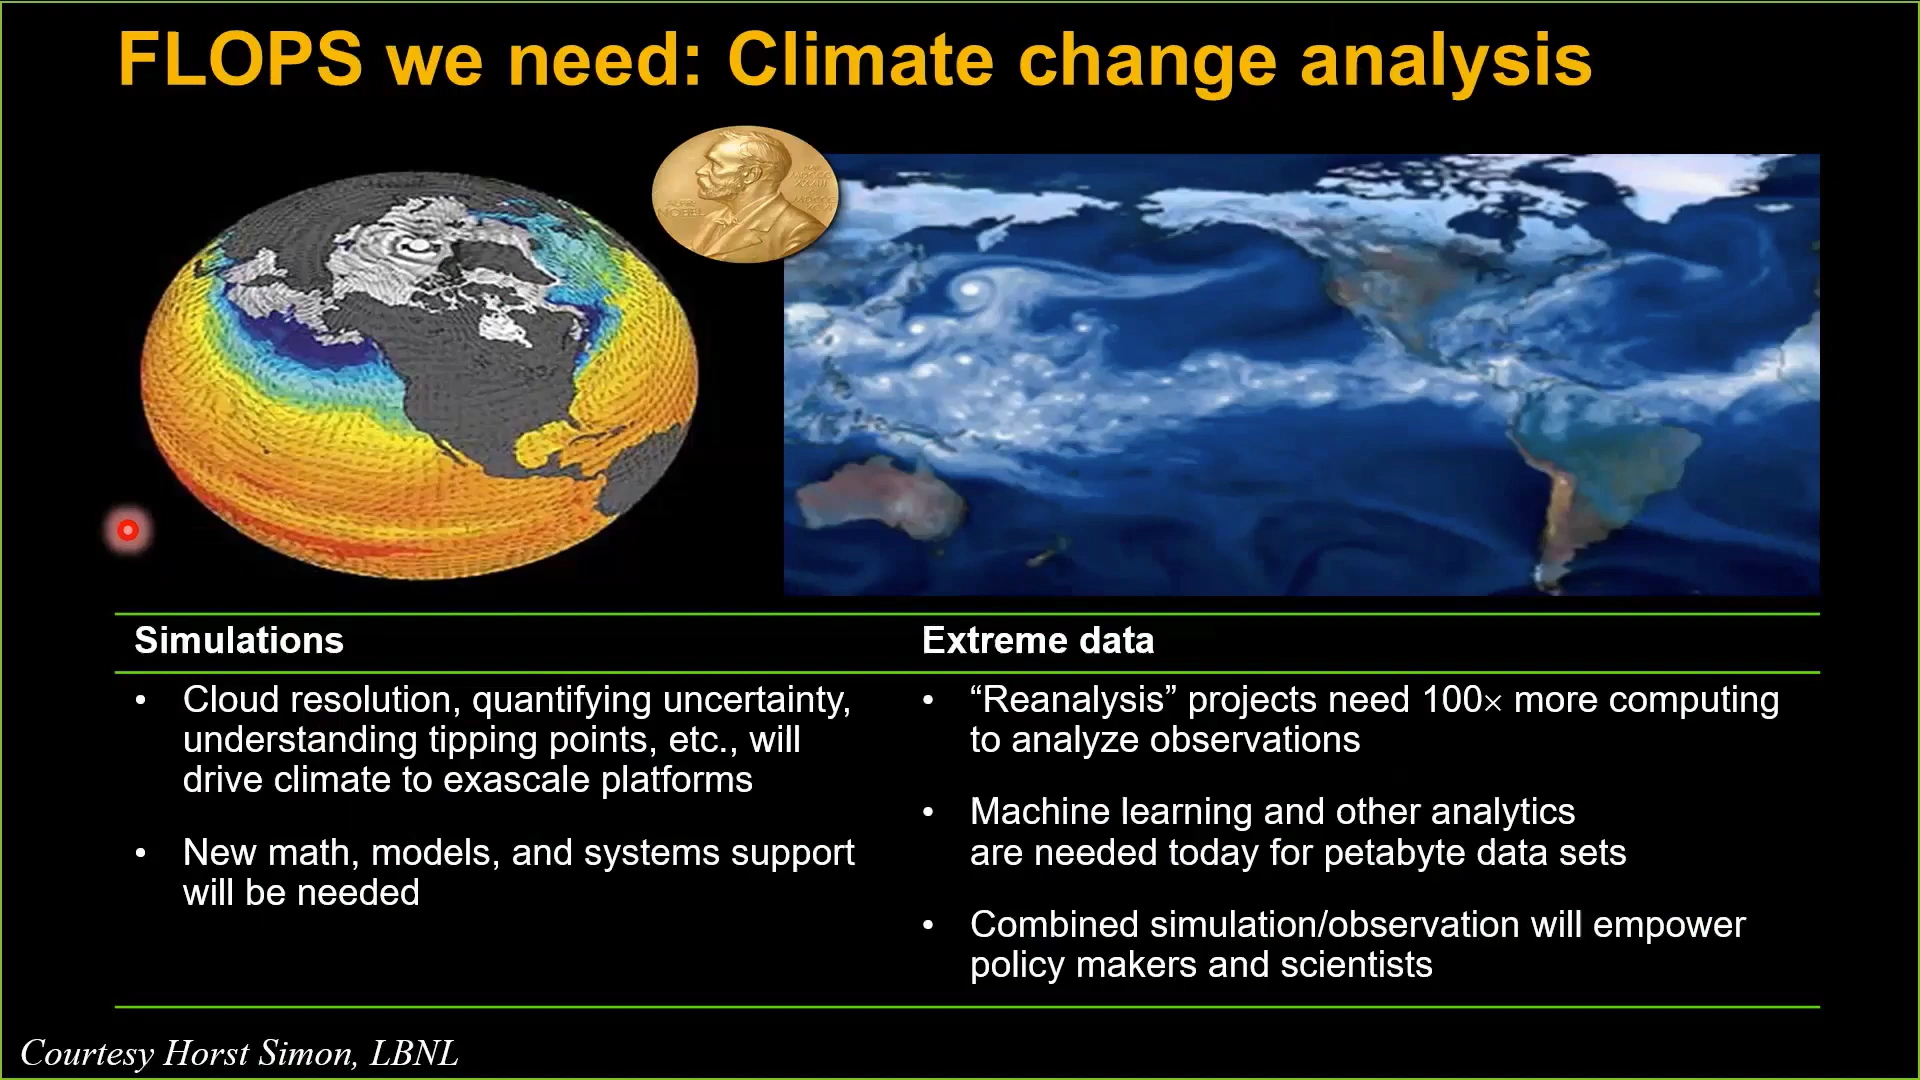 FLOPS we need: Climate change analysis
Simulations
• Cloud resolution, quantifying uncertainty,
understanding tipping points, etc., will
drive climate to exascale platforms
• New math, models, and systems support
will be needed
Extreme data
• “Reanalysis” projects need 100× more computing
to analyze observations
• Machine learning and other analytics
are needed today for petabyte data sets
• Combined simulation/observation will empower
policy makers and scientists
Courtesy Horst Simon, LBNL